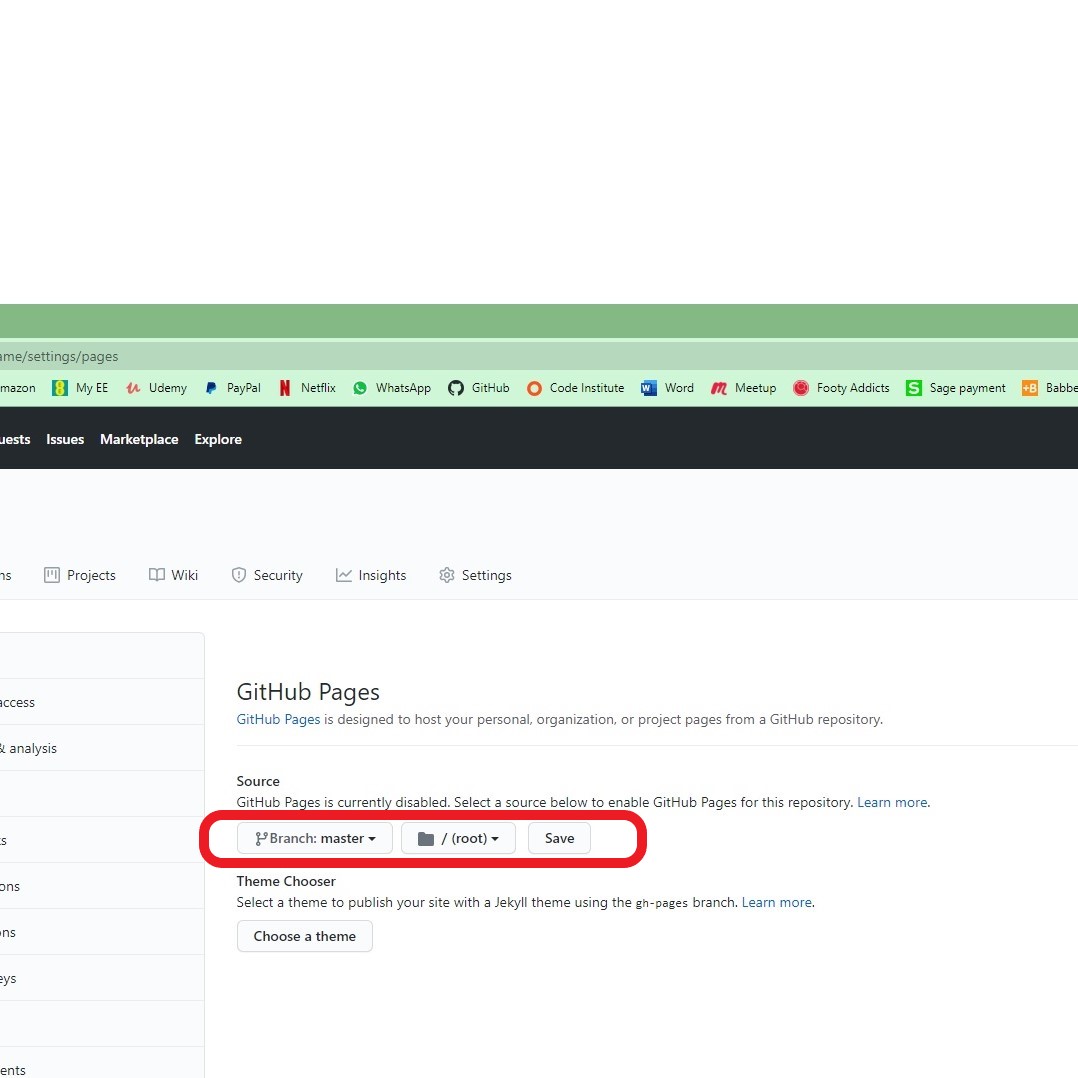 ame/settings/pages
mazon My EE Udemy PayPal Netflix WhatsApp GitHub Code Institute Word Meetup Footy Addicts Sage payment Babbe
uests Issues Marketplace Explore
ns Projects Wiki Security Insights Settings
access
& analysis
s
ons
ons
eys
ents
GitHub Pages
GitHub Pages is designed to host your personal, organization, or project pages from a GitHub repository.
Source
GitHub Pages is currently disabled. Select a source below to enable GitHub Pages for this repository. Learn more.
Branch: master / (root) Save
Theme Chooser
Select a theme to publish your site with a Jekyll theme using the gh-pages branch. Learn more.
Choose a theme